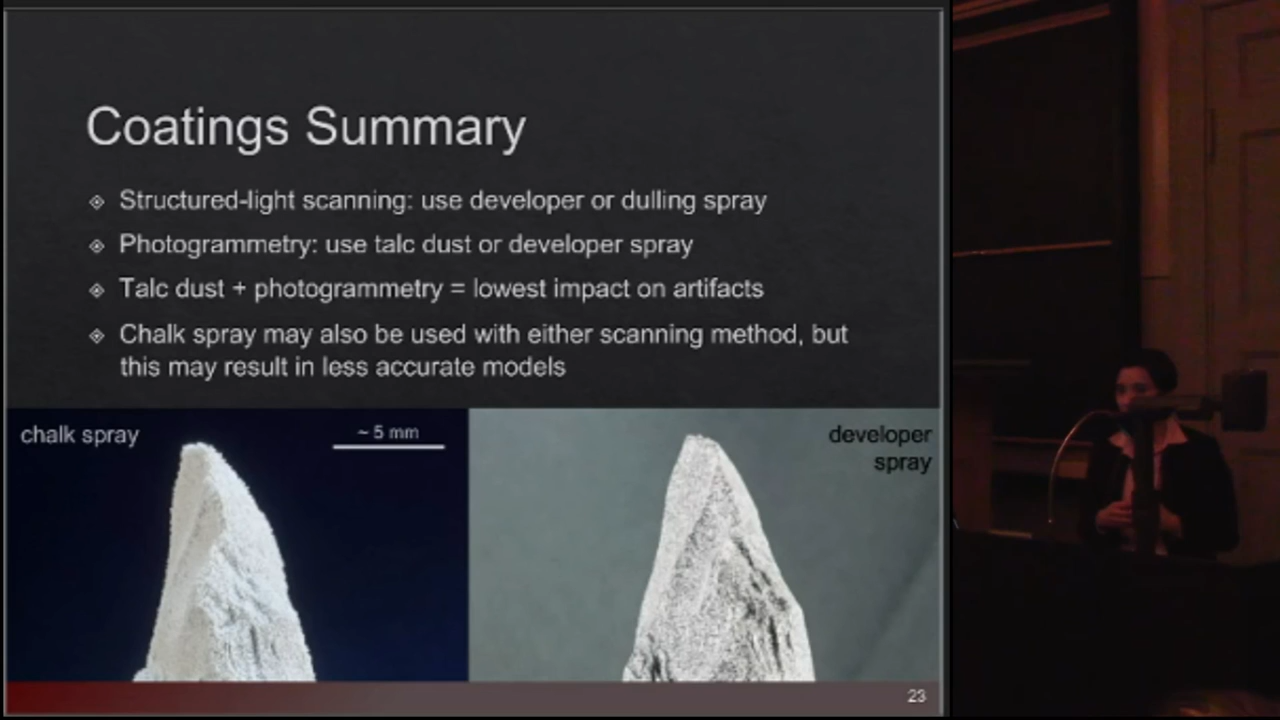 Coatings Summary
Structured-light scanning: use developer or dulling spray
Photogrammetry: use talc dust or developer spray
Talc dust + photogrammetry = lowest impact on artifacts
Chalk spray may also be used with either scanning method, but
this may result in less accurate models
chalk spray
~ 5 mm
developer
spray
23